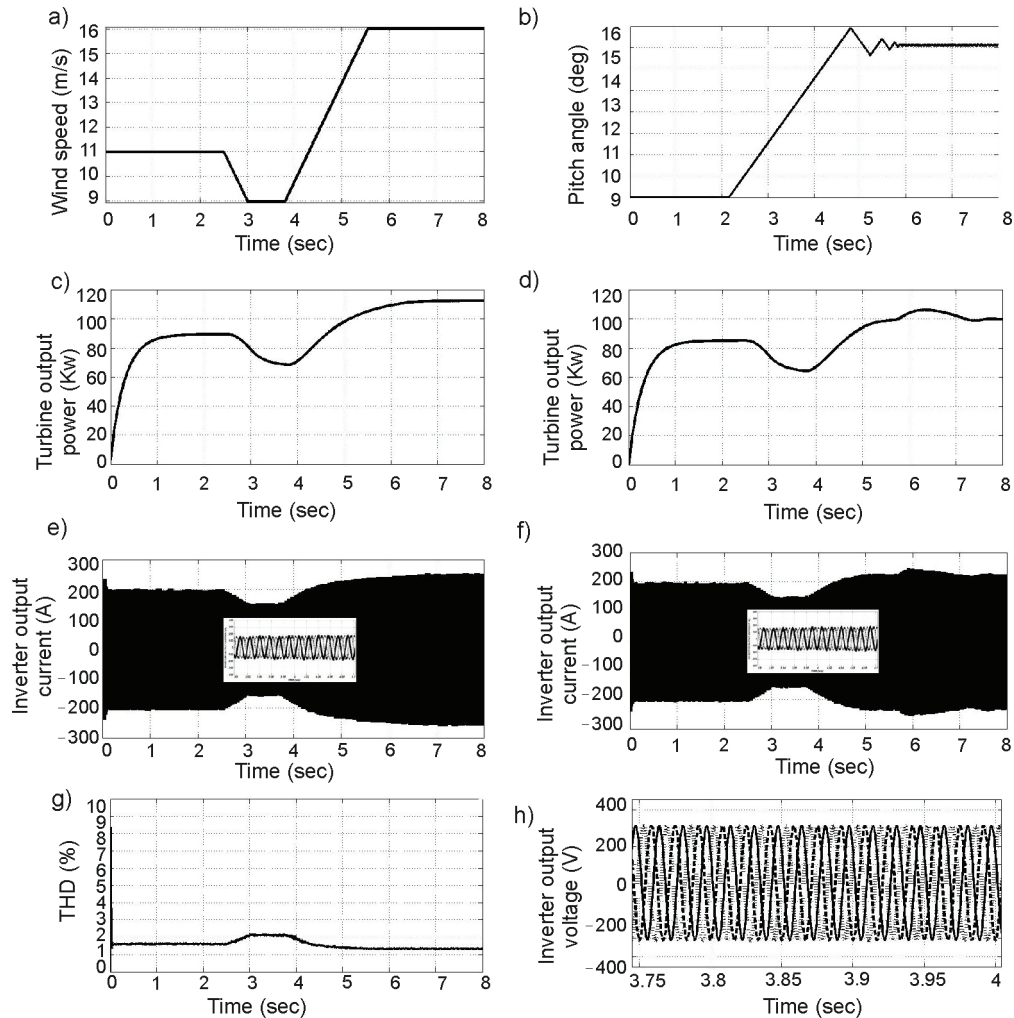 a)
Wind speed (m/s)
16
15
14
13
12
11
10
9
0 1 2 3 4 5 6 7 8
Time (sec)
b)
Pitch angle (deg)
16
15
14
13
12
11
10
9
0 1 2 3 4 5 6 7 8
Time (sec)
c)
Turbine output
power (Kw)
120
100
80
60
40
20
0
0 1 2 3 4 5 6 7 8
Time (sec)
d)
Turbine output
power (Kw)
120
100
80
60
40
20
0
0 1 2 3 4 5 6 7 8
Time (sec)
e)
Inverter output
current (A)
300
200
100
0
−100
−200
−300
0 1 2 3 4 5 6 7 8
Time (sec)
f)
Inverter output
current (A)
300
200
100
0
−100
−200
−300
0 1 2 3 4 5 6 7 8
Time (sec)
g)
THD (%)
10
9
8
7
6
5
4
3
2
1
0
0 1 2 3 4 5 6 7 8
Time (sec)
h)
Inverter output
voltage (V)
400
200
0
−200
−400
3.75 3.8 3.85 3.9 3.95 4
Time (sec)